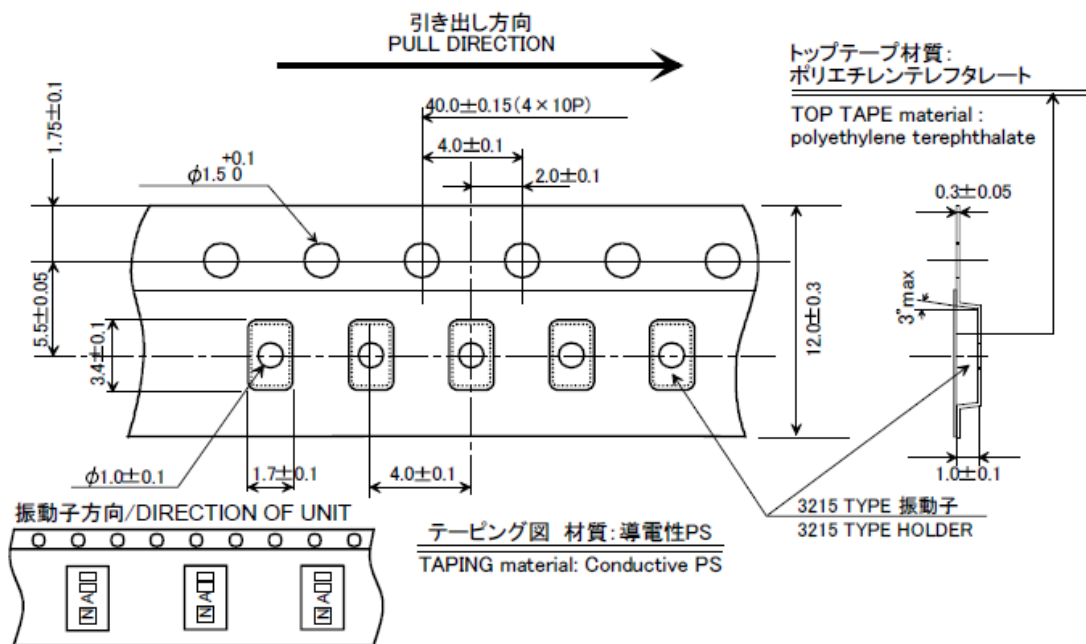 引き出し方向
PULL DIRECTION
トップテープ材質:
ポリエチレンテレフタレート
TOP TAPE material :
polyethylene terephthalate
1.75±0.1
40.0±0.15(4×10P)
4.0±0.1
+0.1
φ1.5 0
2.0±0.1
0.3±0.05
5.5±0.05
3.4±0.1
12.0±0.3
3°max
φ1.0±0.1
1.7±0.1
4.0±0.1
1.0±0.1
3215 TYPE 振動子
3215 TYPE HOLDER
振動子方向/DIRECTION OF UNIT
テーピング図 材質:導電性PS
TAPING material: Conductive PS
NA
NA
NA